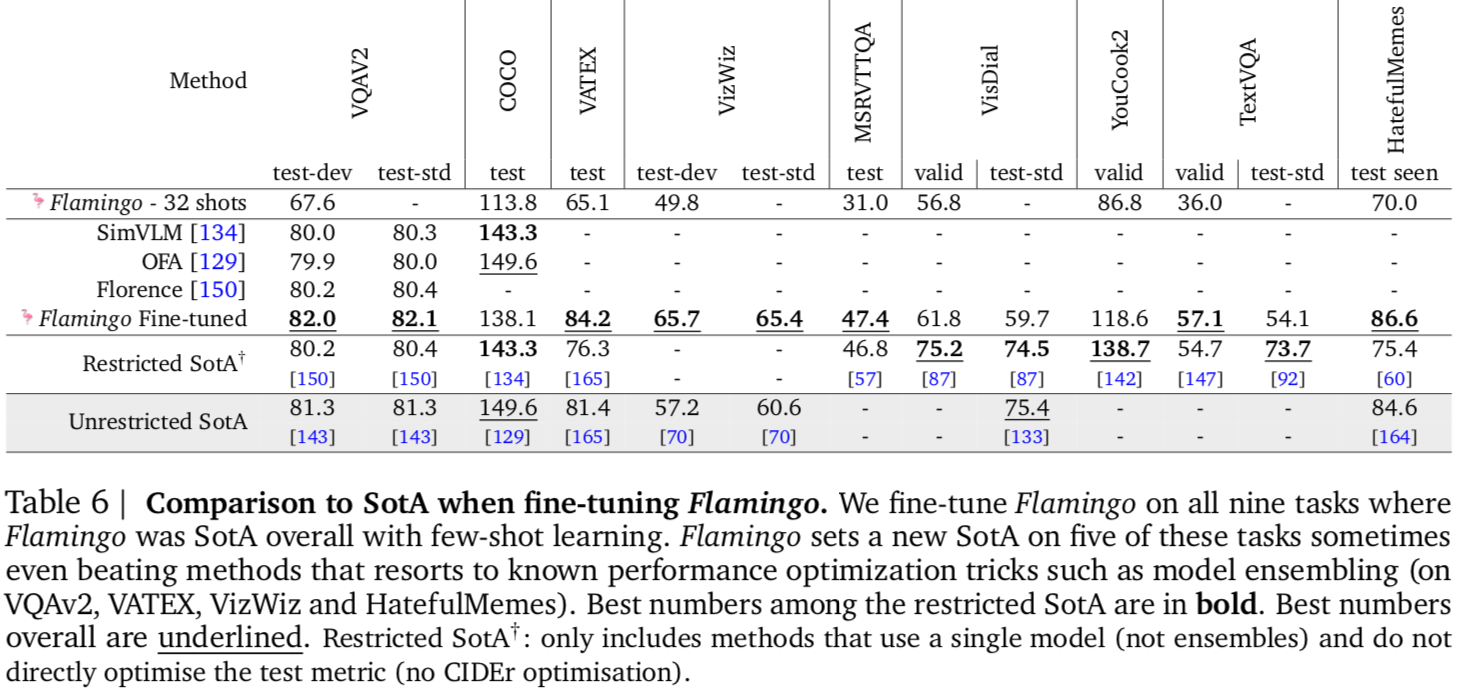 Method VQAV2 COCO VATEX VizWiz MSRVTTQA VisDial YouCook2 TextVQA HatefulMemes
test-dev test-std test test test-dev test-std test valid test-std valid valid test-std test seen
Flamingo - 32 shots 67.6 - 113.8 65.1 49.8 - 31.0 56.8 - 86.8 36.0 - 70.0
SimVLM [134] 80.0 80.3 143.3 - - - - - - - - - -
OFA [129] 79.9 80.0 149.6 - - - - - - - - - -
Florence [150] 80.2 80.4 - - - - - - - - - - -
Flamingo Fine-tuned 82.0 82.1 138.1 84.2 65.7 65.4 47.4 61.8 59.7 118.6 57.1 54.1 86.6
Restricted SotA† 80.2 80.4 143.3 76.3 - - 46.8 75.2 74.5 138.7 54.7 73.7 75.4
[150] [150] [134] [165] - - [57] [87] [87] [142] [147] [92] [60]
Unrestricted SotA 81.3 81.3 149.6 81.4 57.2 60.6 - - 75.4 - - - 84.6
[143] [143] [129] [165] [70] [70] - - [133] - - - [164]
Table 6 | Comparison to SotA when fine-tuning Flamingo. We fine-tune Flamingo on all nine tasks where
Flamingo was SotA overall with few-shot learning. Flamingo sets a new SotA on five of these tasks sometimes
even beating methods that resorts to known performance optimization tricks such as model ensembling (on
VQAv2, VATEX, VizWiz and HatefulMemes). Best numbers among the restricted SotA are in bold. Best numbers
overall are underlined. Restricted SotA†: only includes methods that use a single model (not ensembles) and do not
directly optimise the test metric (no CIDEr optimisation).